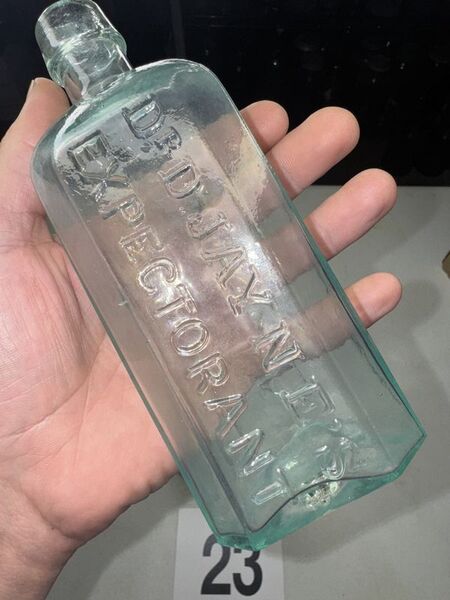 DR D. JAYNE'S
EXPECTORANT
23